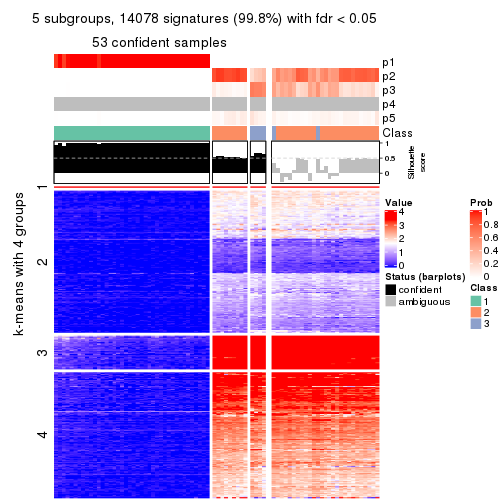 5 subgroups, 14078 signatures (99.8%) with fdr < 0.05
53 confident samples
p1
p2
p3
p4
p5
Class
1
0.5
0
Silhouette
score
k-means with 4 groups
1
2
3
4
Value
4
3
2
1
0
Status (barplots)
confident
ambiguous
Prob
1
0.8
0.6
0.4
0.2
0
Class
1
2
3